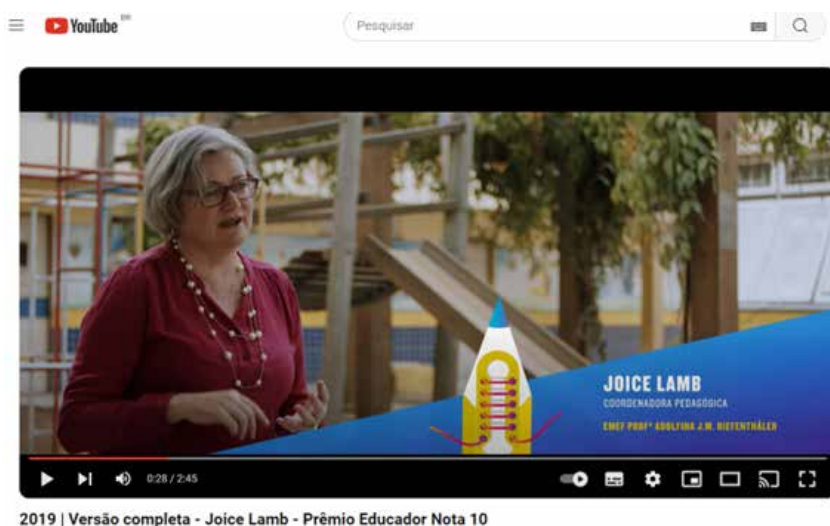 YouTube BR
Pesquisar
JOICE LAMB
COORDENADORA PEDAGÓGICA
EMEF PROFª ADOLFINA J.M. DIEFENTHÄLER
0:28 / 2:45
2019 | Versão completa - Joice Lamb - Prêmio Educador Nota 10